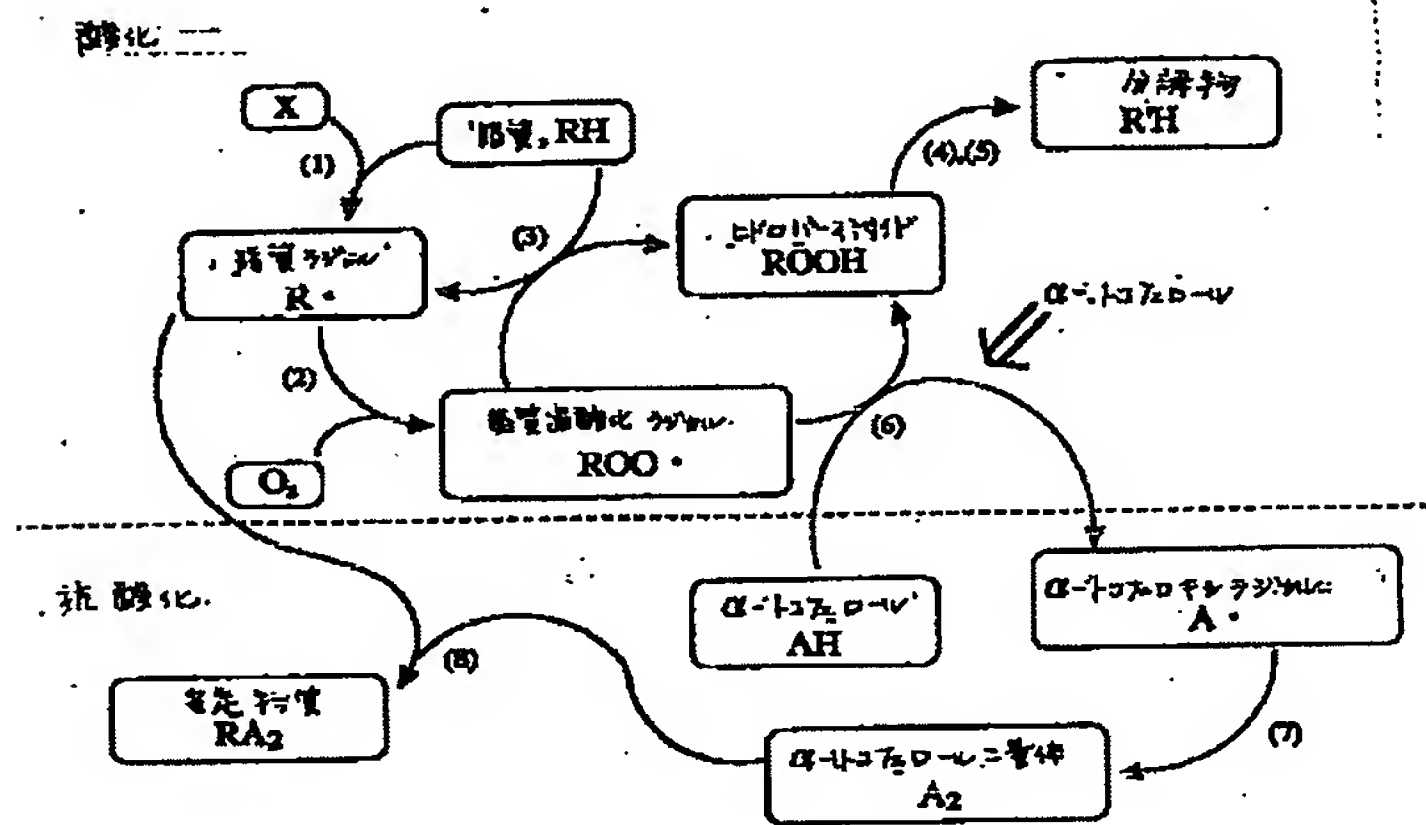 酸化
X
脂質, RH
分解物
R'H
(1)
(4),(5)
脂質ラジカル
R・
(3)
ヒドロパーオキサイド
ROOH
α-トコフェロール
(2)
脂質過酸化ラジカル
ROO・
(6)
O₂
抗酸化
α-トコフェロール
AH
α-トコフェロキシラジカル
A・
(8)
安定物質
RA₂
(7)
α-トコフェロール二量体
A₂